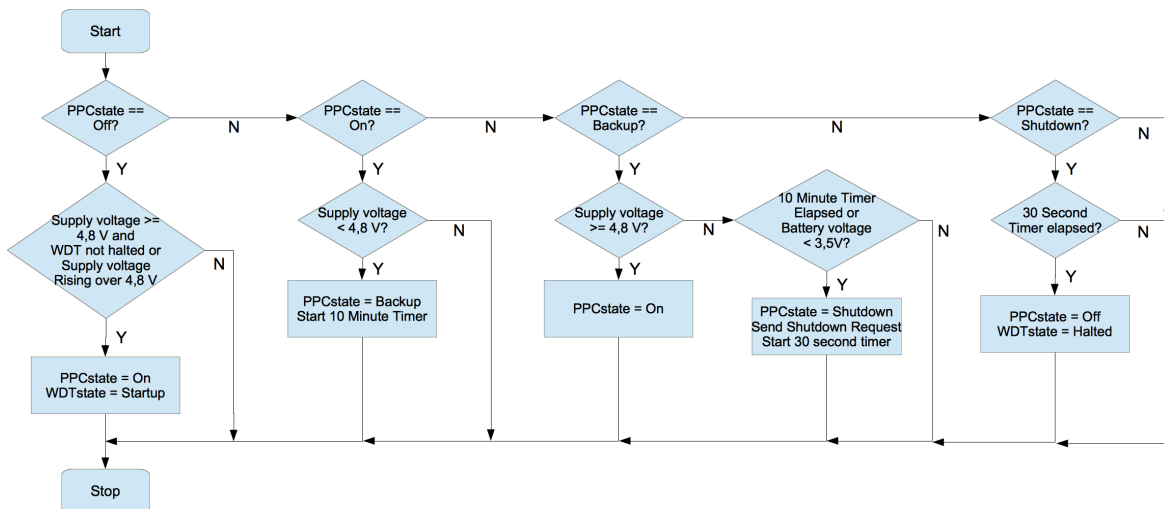 Start
PPCstate ==
Off?
N
PPCstate ==
On?
N
PPCstate ==
Backup?
N
PPCstate ==
Shutdown?
N
Y
Y
Y
Y
Supply voltage >=
4,8 V and
WDT not halted or
Supply voltage
Rising over 4,8 V
N
Supply voltage
< 4,8 V?
N
Supply voltage
>= 4,8 V?
N
10 Minute Timer
Elapsed or
Battery voltage
< 3,5V?
N
30 Second
Timer elapsed?
N
Y
Y
Y
Y
Y
PPCstate = Backup
Start 10 Minute Timer
PPCstate = On
PPCstate = Shutdown
Send Shutdown Request
Start 30 second timer
PPCstate = Off
WDTstate = Halted
PPCstate = On
WDTstate = Startup
Stop